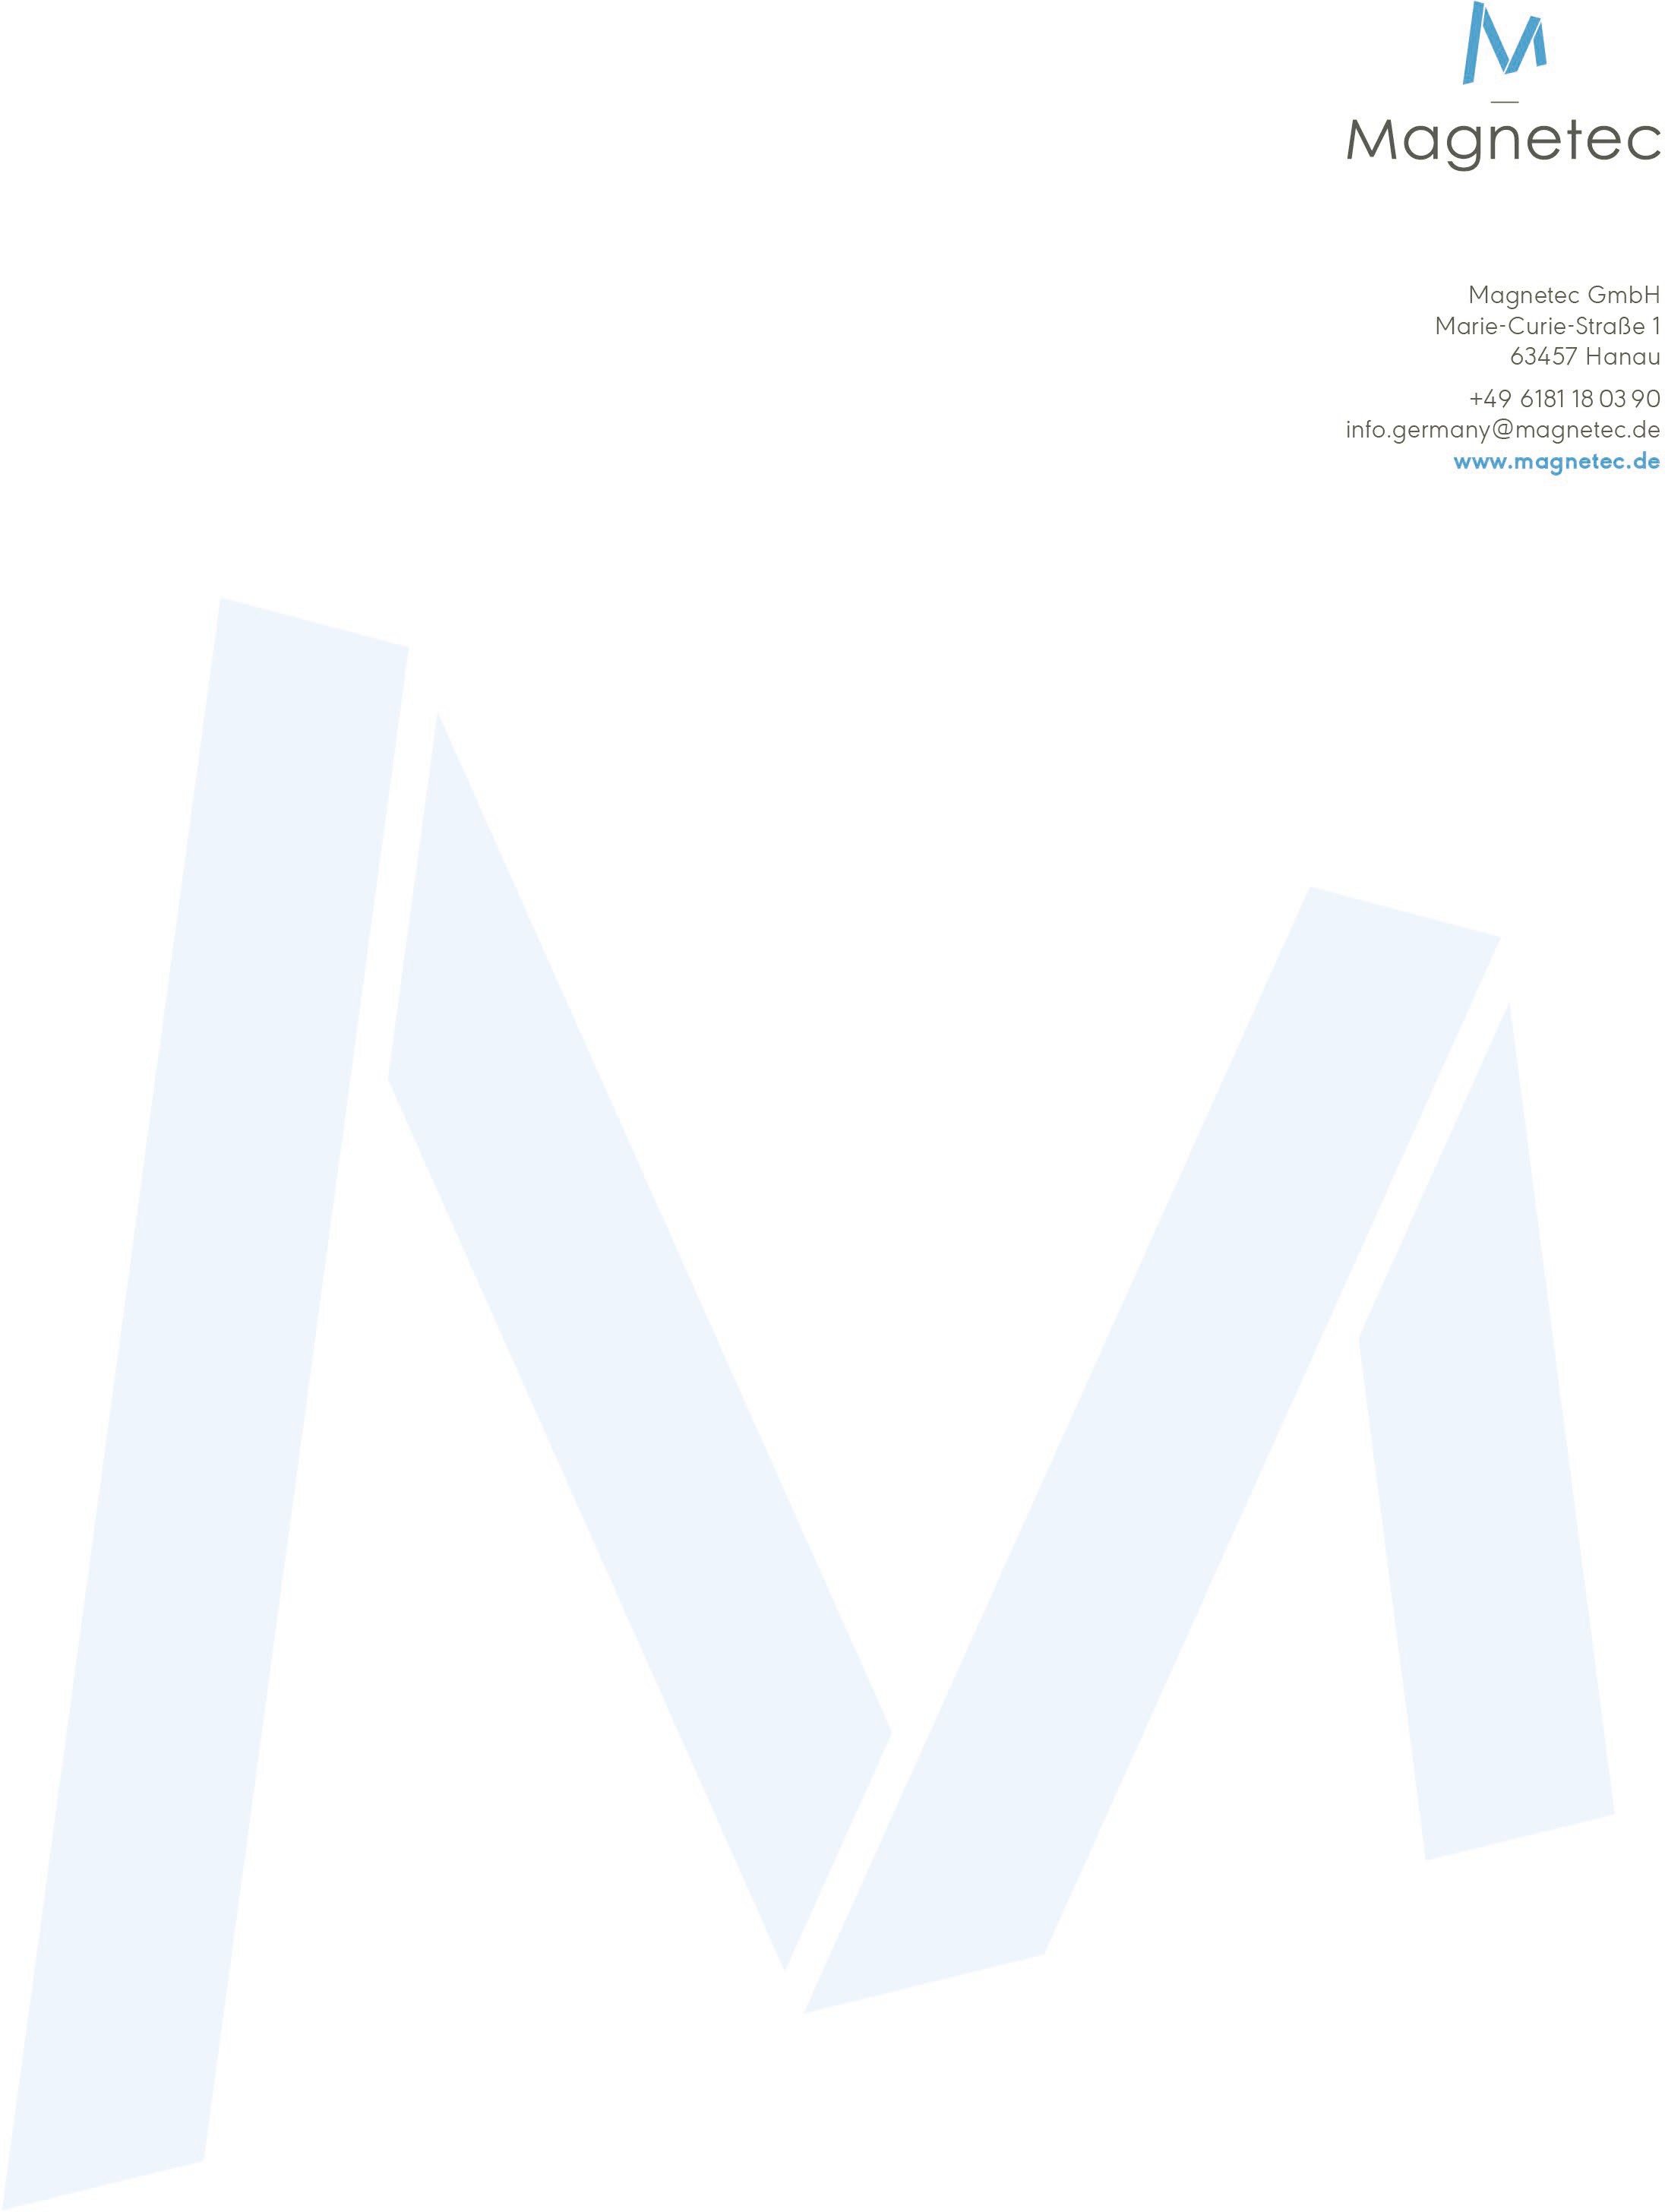 Magnetec
Magnetec GmbH
Marie-Curie-Straße 1
63457 Hanau
+49 6181 18 03 90
info.germany@magnetec.de
www.magnetec.de